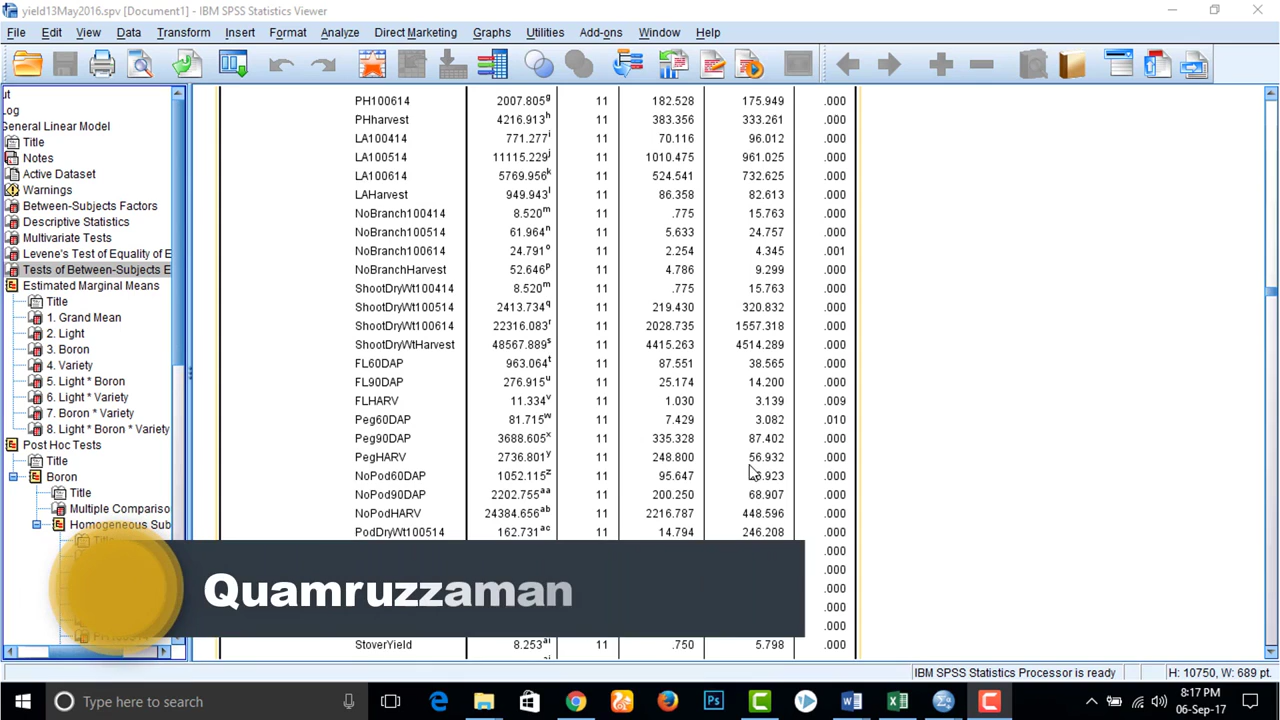 yield13May2016.spv [Document1] - IBM SPSS Statistics Viewer
File Edit View Data Transform Insert Format Analyze Direct Marketing Graphs Utilities Add-ons Window Help
ut
Log
General Linear Model
Title
Notes
Active Dataset
Warnings
Between-Subjects Factors
Descriptive Statistics
Multivariate Tests
Levene's Test of Equality of E
Tests of Between-Subjects E
Estimated Marginal Means
Title
1. Grand Mean
2. Light
3. Boron
4. Variety
5. Light * Boron
6. Light * Variety
7. Boron * Variety
8. Light * Boron * Variety
Post Hoc Tests
Title
Boron
Title
Multiple Compariso
Homogeneous Sub
PH100614 2007.805g 11 182.528 175.949 .000
PHharvest 4216.913h 11 383.356 333.261 .000
LA100414 771.277i 11 70.116 96.012 .000
LA100514 11115.229j 11 1010.475 961.025 .000
LA100614 5769.956k 11 524.541 732.625 .000
LAHarvest 949.943l 11 86.358 82.613 .000
NoBranch100414 8.520m 11 .775 15.763 .000
NoBranch100514 61.964n 11 5.633 24.757 .000
NoBranch100614 24.791o 11 2.254 4.345 .001
NoBranchHarvest 52.646p 11 4.786 9.299 .000
ShootDryWt100414 8.520m 11 .775 15.763 .000
ShootDryWt100514 2413.734q 11 219.430 320.832 .000
ShootDryWt100614 22316.083r 11 2028.735 1557.318 .000
ShootDryWtHarvest 48567.889s 11 4415.263 4514.289 .000
FL60DAP 963.064t 11 87.551 38.565 .000
FL90DAP 276.915u 11 25.174 14.200 .000
FLHARV 11.334v 11 1.030 3.139 .009
Peg60DAP 81.715w 11 7.429 3.082 .010
Peg90DAP 3688.605x 11 335.328 87.402 .000
PegHARV 2736.801y 11 248.800 56.932 .000
NoPod60DAP 1052.115z 11 95.647 .923 .000
NoPod90DAP 2202.755aa 11 200.250 68.907 .000
NoPodHARV 24384.656ab 11 2216.787 448.596 .000
PodDryWt100514 162.731ac 11 14.794 246.208 .000
.000
.000
.000
.000
StoverYield 8.253ai 11 .750 5.798 .000
Quamruzzaman
IBM SPSS Statistics Processor is ready H: 10750, W: 689 pt.
Type here to search
8:17 PM
06-Sep-17